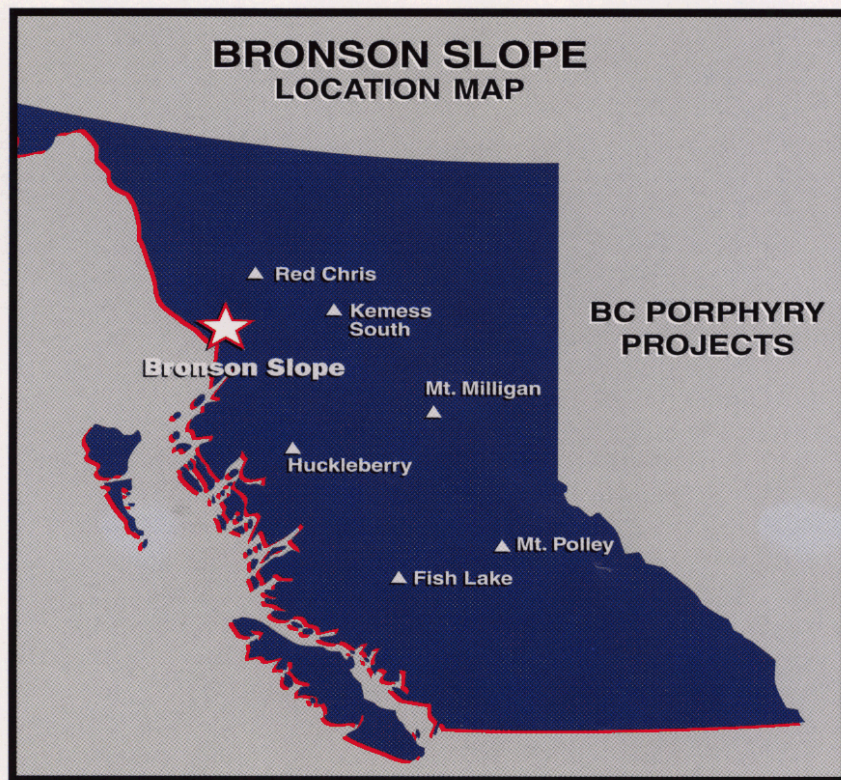 BRONSON SLOPE
LOCATION MAP
Red Chris
Kemess
South
BC PORPHYRY
PROJECTS
Bronson Slope
Mt. Milligan
Huckleberry
Mt. Polley
Fish Lake